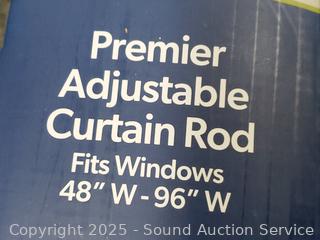 Premier
Adjustable
Curtain Rod
Fits Windows
48” W - 96” W
Copyright 2025 - Sound Auction Service